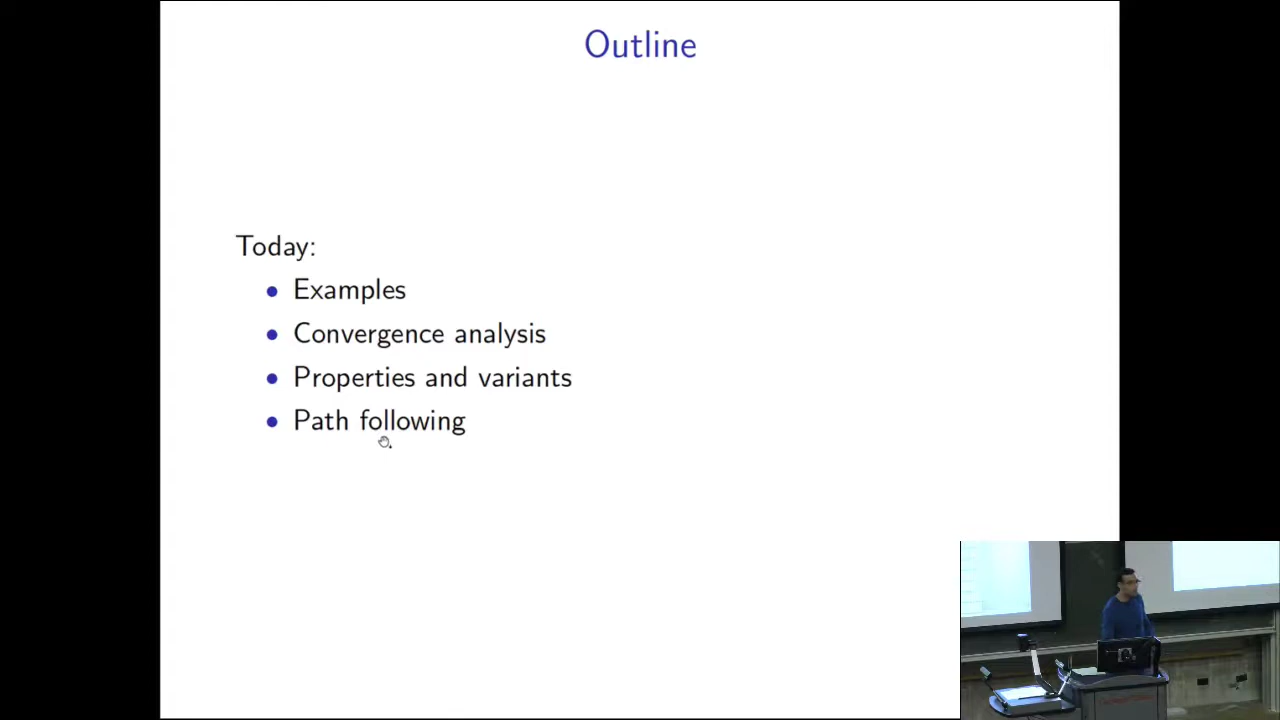 Outline
Today:
Examples
Convergence analysis
Properties and variants
Path following